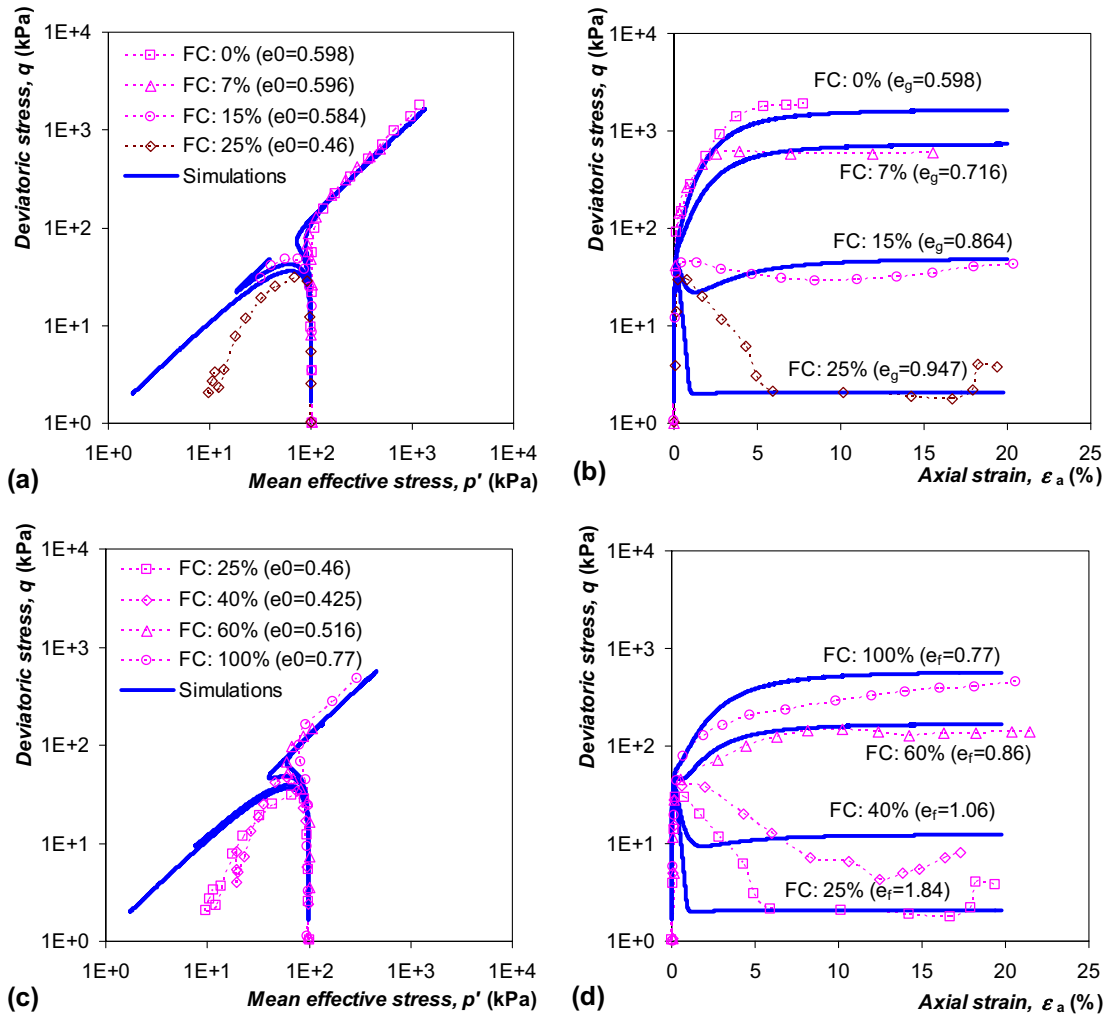 1E+4
1E+3
1E+2
1E+1
1E+0
Deviatoric stress, q (kPa)
FC: 0% (e0=0.598)
FC: 7% (e0=0.596)
FC: 15% (e0=0.584)
FC: 25% (e0=0.46)
Simulations
1E+0 1E+1 1E+2 1E+3 1E+4
Mean effective stress, p' (kPa)
(a)
1E+4
1E+3
1E+2
1E+1
1E+0
Deviatoric stress, q (kPa)
FC: 0% (eg=0.598)
FC: 7% (eg=0.716)
FC: 15% (eg=0.864)
FC: 25% (eg=0.947)
0 5 10 15 20 25
Axial strain, εa (%)
(b)
1E+4
1E+3
1E+2
1E+1
1E+0
Deviatoric stress, q (kPa)
FC: 25% (e0=0.46)
FC: 40% (e0=0.425)
FC: 60% (e0=0.516)
FC: 100% (e0=0.77)
Simulations
1E+0 1E+1 1E+2 1E+3 1E+4
Mean effective stress, p' (kPa)
(c)
1E+4
1E+3
1E+2
1E+1
1E+0
Deviatoric stress, q (kPa)
FC: 100% (ef=0.77)
FC: 60% (ef=0.86)
FC: 40% (ef=1.06)
FC: 25% (ef=1.84)
0 5 10 15 20 25
Axial strain, εa (%)
(d)